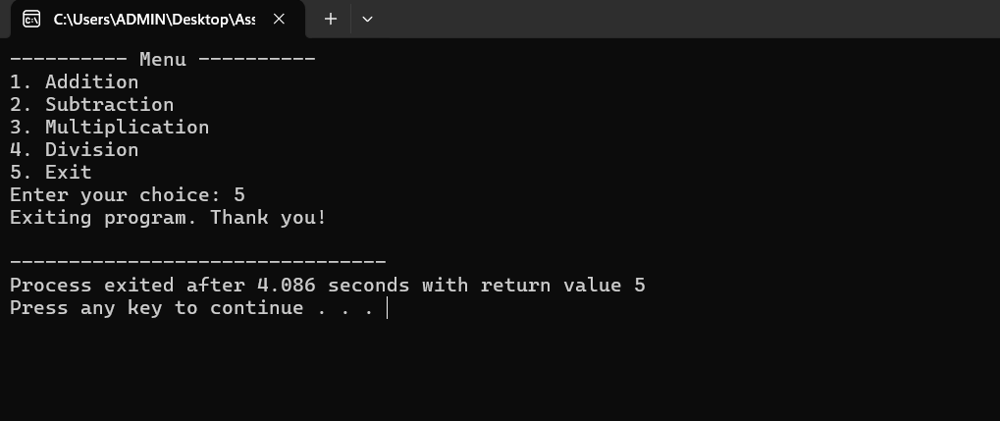 C:\Users\ADMIN\Desktop\Ass
---------- Menu ----------
1. Addition
2. Subtraction
3. Multiplication
4. Division
5. Exit
Enter your choice: 5
Exiting program. Thank you!
--------------------------------
Process exited after 4.086 seconds with return value 5
Press any key to continue . . .